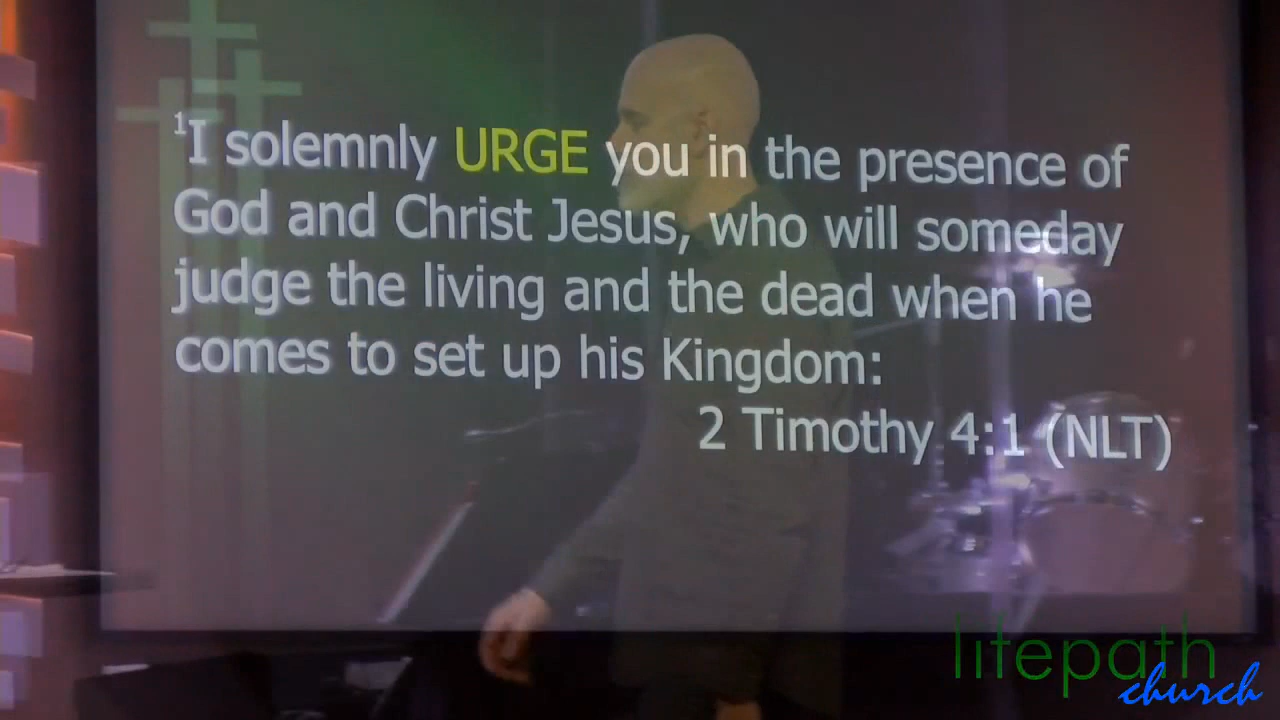 ¹I solemnly URGE you in the presence of
God and Christ Jesus, who will someday
judge the living and the dead when he
comes to set up his Kingdom:
2 Timothy 4:1 (NLT)
lifepath
church